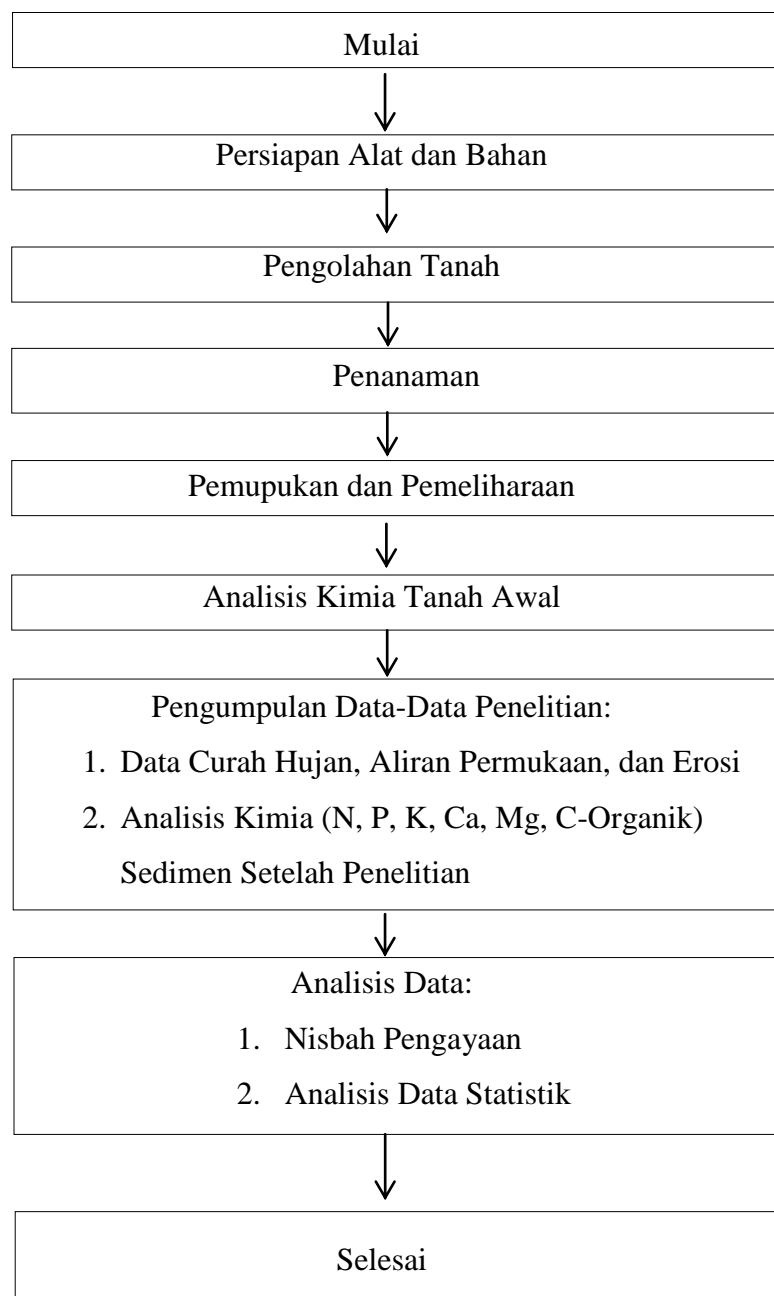 Mulai
Persiapan Alat dan Bahan
Pengolahan Tanah
Penanaman
Pemupukan dan Pemeliharaan
Analisis Kimia Tanah Awal
Pengumpulan Data-Data Penelitian:
1. Data Curah Hujan, Aliran Permukaan, dan Erosi
2. Analisis Kimia (N, P, K, Ca, Mg, C-Organik)
Sedimen Setelah Penelitian
Analisis Data:
1. Nisbah Pengayaan
2. Analisis Data Statistik
Selesai